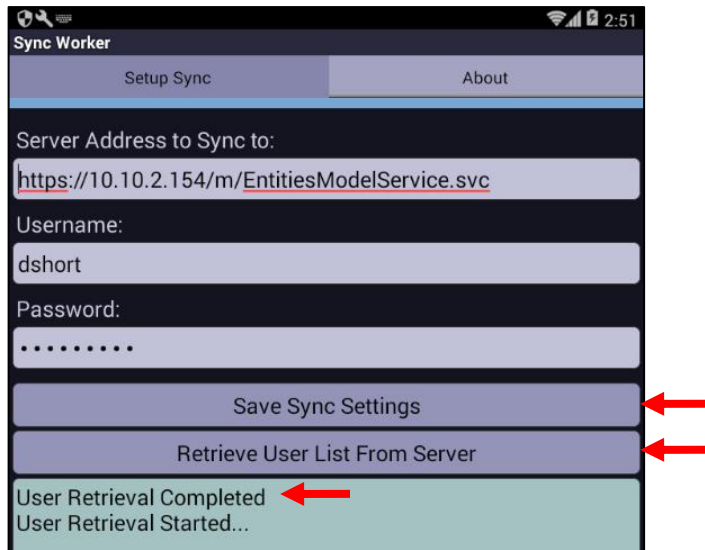 2:51
Sync Worker
Setup Sync About
Server Address to Sync to:
https://10.10.2.154/m/EntitiesModelService.svc
Username:
dshort
Password:
•••••••••
Save Sync Settings
Retrieve User List From Server
User Retrieval Completed
User Retrieval Started...